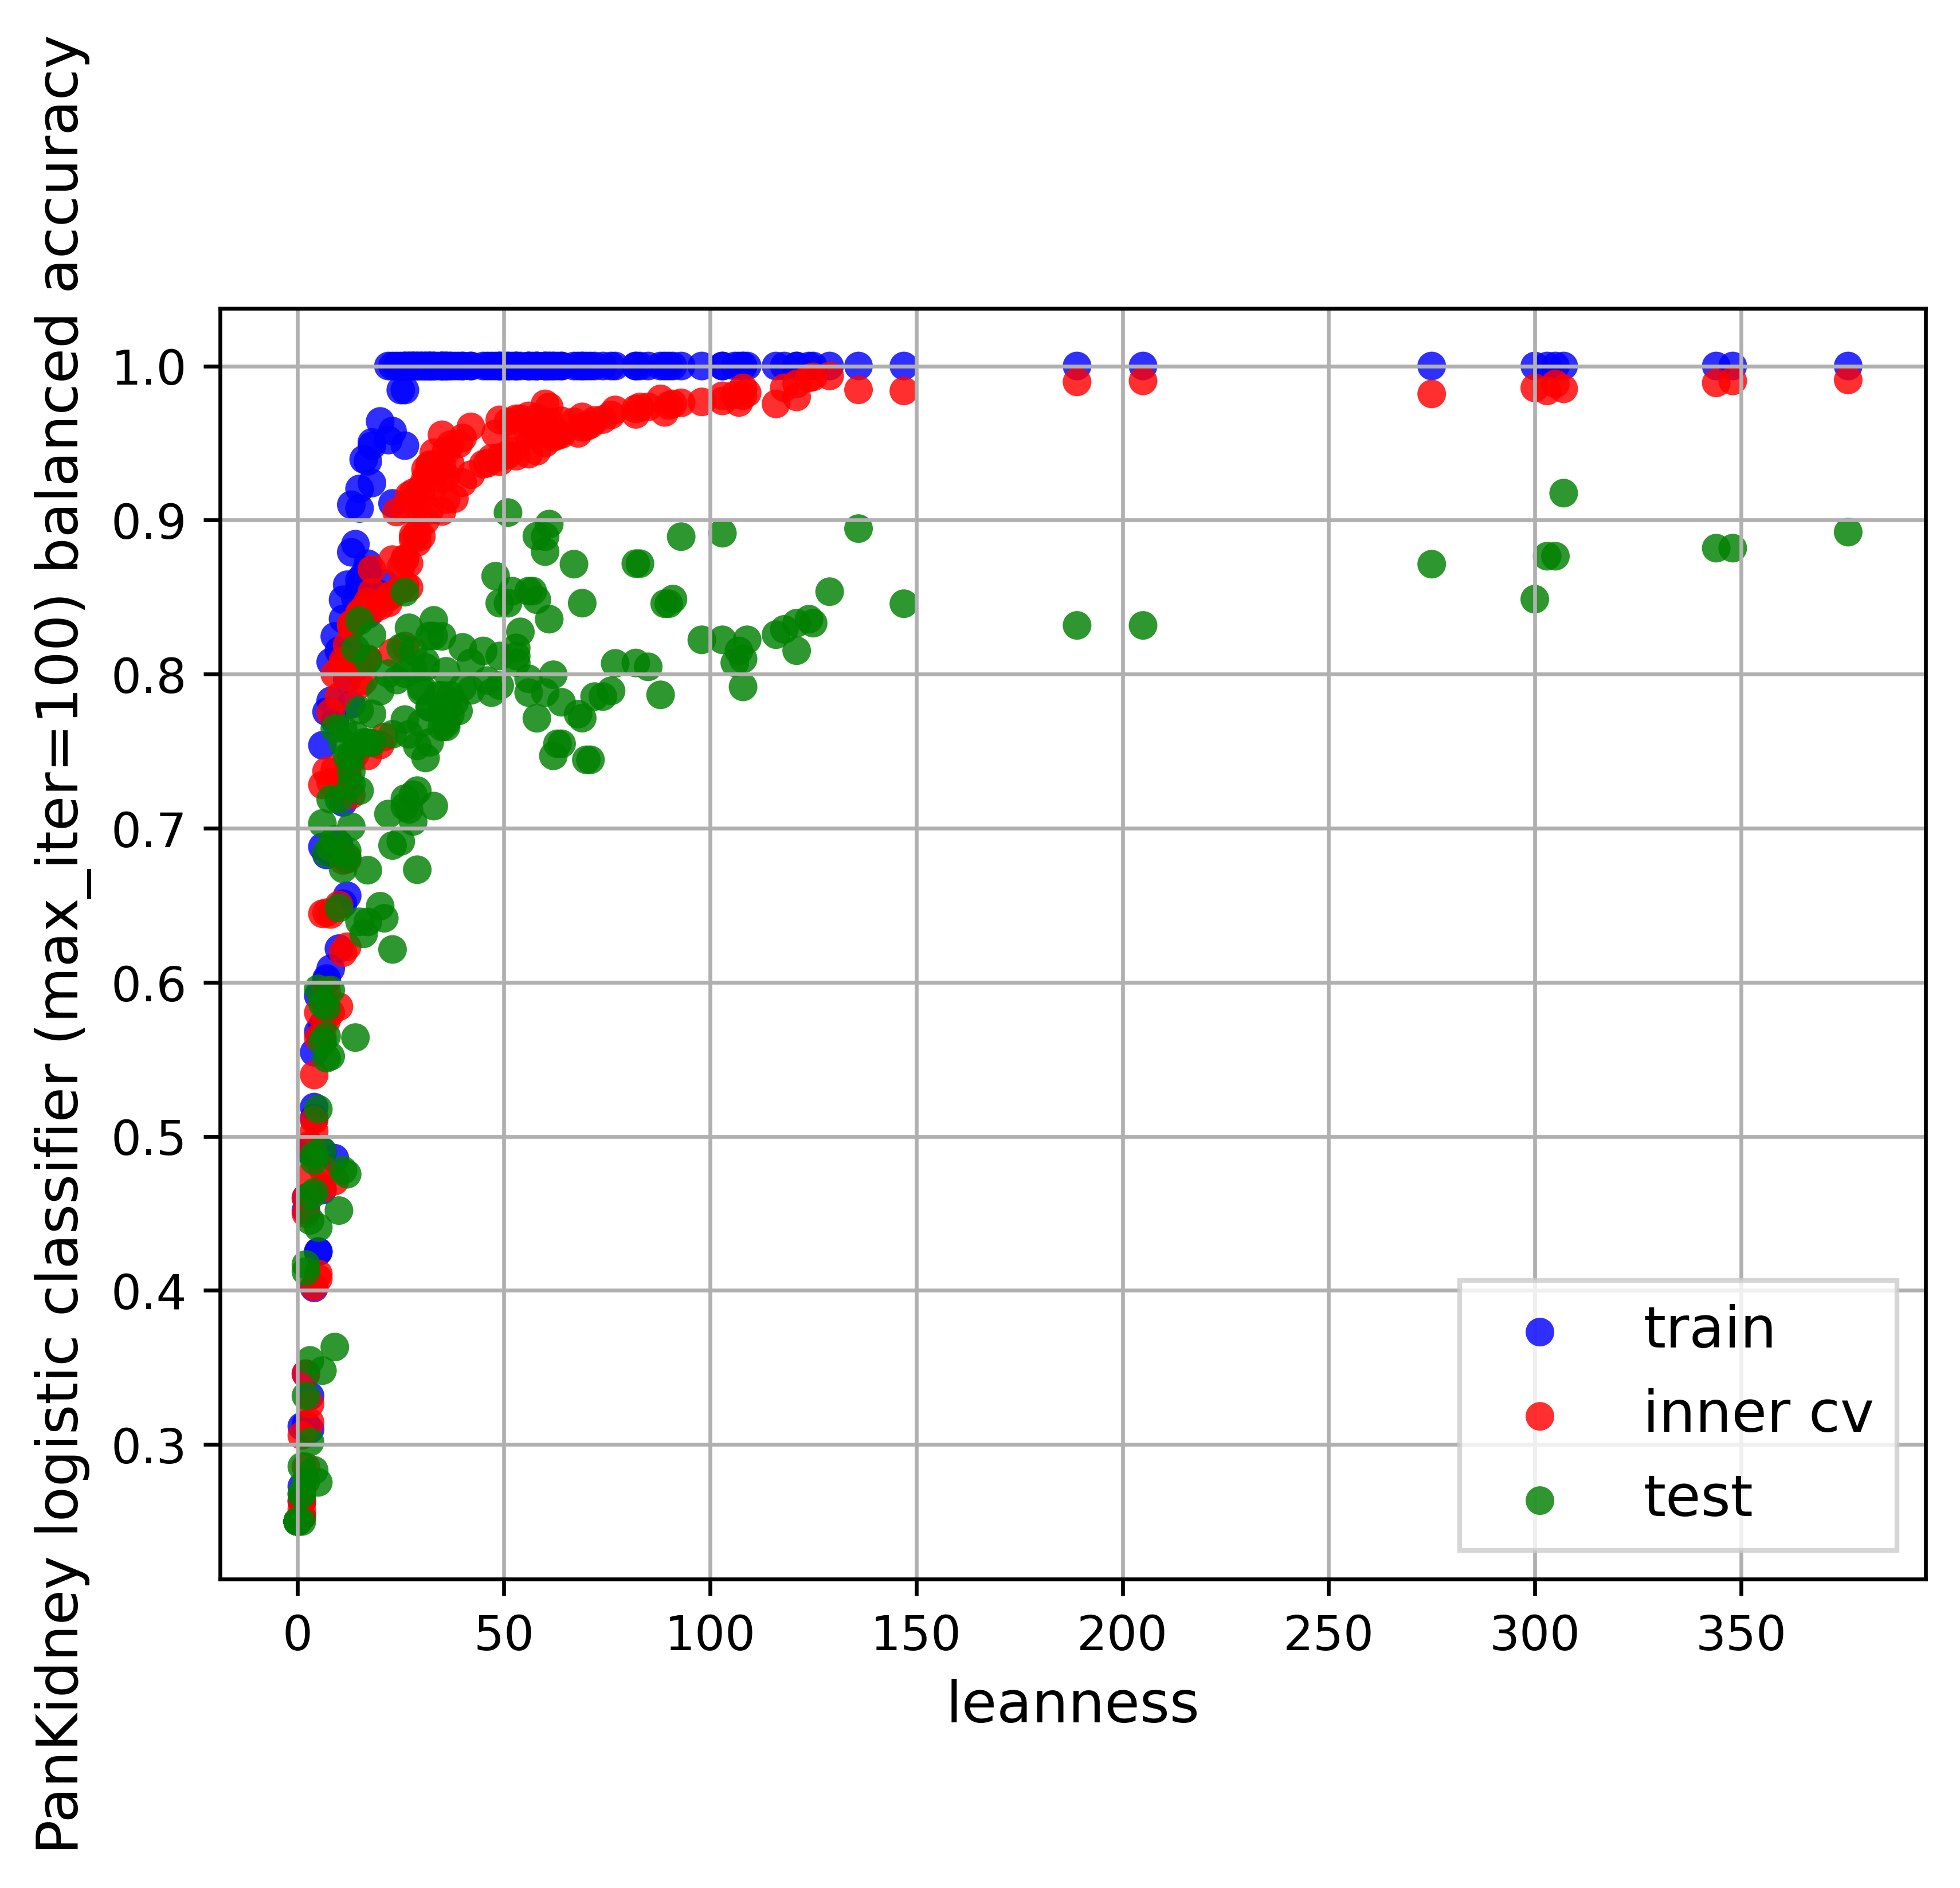 PanKidney logistic classifier (max_iter=100) balanced accuracy
1.0
0.9
0.8
0.7
0.6
0.5
0.4
0.3
train
inner cv
test
0 50 100 150 200 250 300 350
leanness